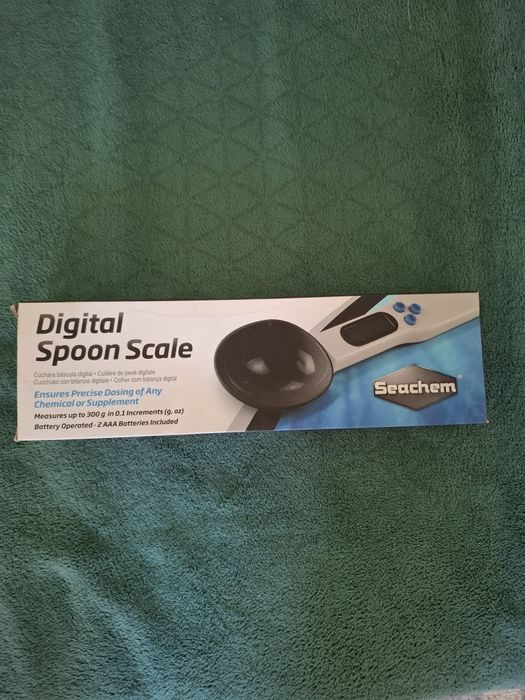 Digital
Spoon Scale
Cuchara báscula digital • Cuillère de pesé digitale
Cucchiaio con bilancia digitale • Colher com balança digital
Ensures Precise Dosing of Any
Chemical or Supplement
Measures up to 300 g in 0.1 Increments (g, oz)
Battery Operated - 2 AAA Batteries Included
Seachem